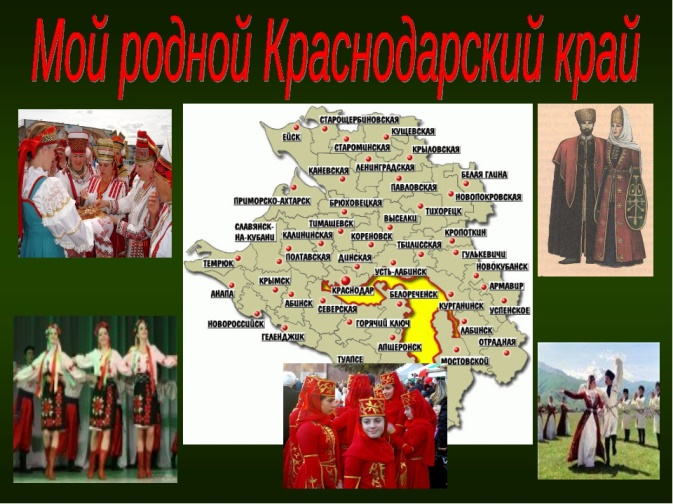 Мой родной Краснодарский край
СТАРОЩЕРБИНОВСКАЯ
ЕЙСК
КУЩЕВСКАЯ
СТАРОМИНСКАЯ
КРЫЛОВСКАЯ
КАНЕВСКАЯ
ЛЕНИНГРАДСКАЯ
БЕЛАЯ ГЛИНА
ПАВЛОВСКАЯ
НОВОПОКРОВСКАЯ
ПРИМОРСКО-АХТАРСК
БРЮХОВЕЦКАЯ
ТИХОРЕЦК
ВЫСЕЛКИ
ТИМАШЕВСК
СЛАВЯНСК-
НА-КУБАНИ
КАЛИНИНСКАЯ
КОРЕНОВСК
КРОПОТКИН
ТБИЛИССКАЯ
ПОЛТАВСКАЯ
ДИНСКАЯ
ГУЛЬКЕВИЧИ
ТЕМРЮК
УСТЬ-ЛАБИНСК
НОВОКУБАНСК
КРЫМСК
КРАСНОДАР
БЕЛОРЕЧЕНСК
АРМАВИР
АНАПА
АБИНСК
СЕВЕРСКАЯ
КУРГАНИНСК
УСПЕНСКОЕ
НОВОРОССИЙСК
ГОРЯЧИЙ КЛЮЧ
ЛАБИНСК
ГЕЛЕНДЖИК
АПШЕРОНСК
ОТРАДНАЯ
ТУАПСЕ
МОСТОВСКОЙ